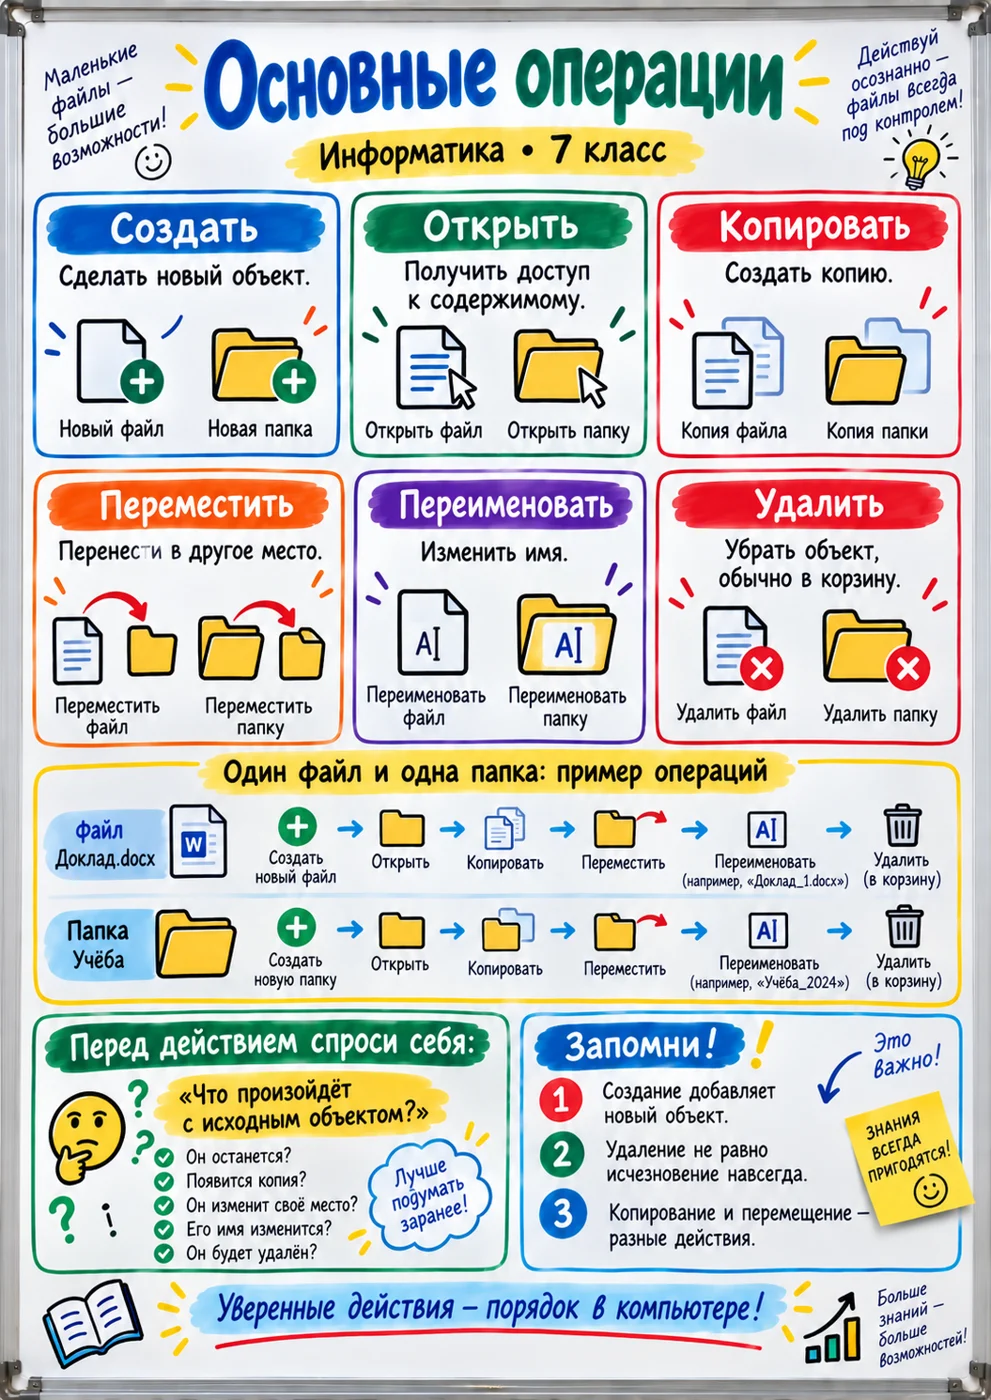 Маленькие
файлы –
большие
возможности!
Основные операции
Действуй
осознанно –
файлы всегда
под контролем!
Информатика • 7 класс
Создать
Сделать новый объект.
Новый файл
Новая папка
Открыть
Получить доступ
к содержимому.
Открыть файл
Открыть папку
Копировать
Создать копию.
Копия файла
Копия папки
Переместить
Перенести в другое место.
Переместить
файл
Переместить
папку
Переименовать
Изменить имя.
AI
AI
Переименовать
файл
Переименовать
папку
Удалить
Убрать объект,
обычно в корзину.
Удалить файл
Удалить папку
Один файл и одна папка: пример операций
файл
Доклад.docx
W
Создать
новый файл
Открыть
Копировать
Переместить
AI
Переименовать
(например, «Доклад_1.docx»)
Удалить
(в корзину)
Папка
Учёба
Создать
новую папку
Открыть
Копировать
Переместить
AI
Переименовать
(например, «Учёба_2024»)
Удалить
(в корзину)
Перед действием спроси себя:
«Что произойдёт
с исходным объектом?»
Он останется?
Появится копия?
Он изменит своё место?
Его имя изменится?
Он будет удалён?
? ? ? !
Лучше
подумать
заранее!
Запомни!
Это
важно!
1 Создание добавляет
новый объект.
2 Удаление не равно
исчезновение навсегда.
3 Копирование и перемещение –
разные действия.
ЗНАНИЯ
ВСЕГДА
ПРИГОДЯТСЯ!
Уверенные действия – порядок в компьютере!
Больше
знаний –
больше
возможностей!